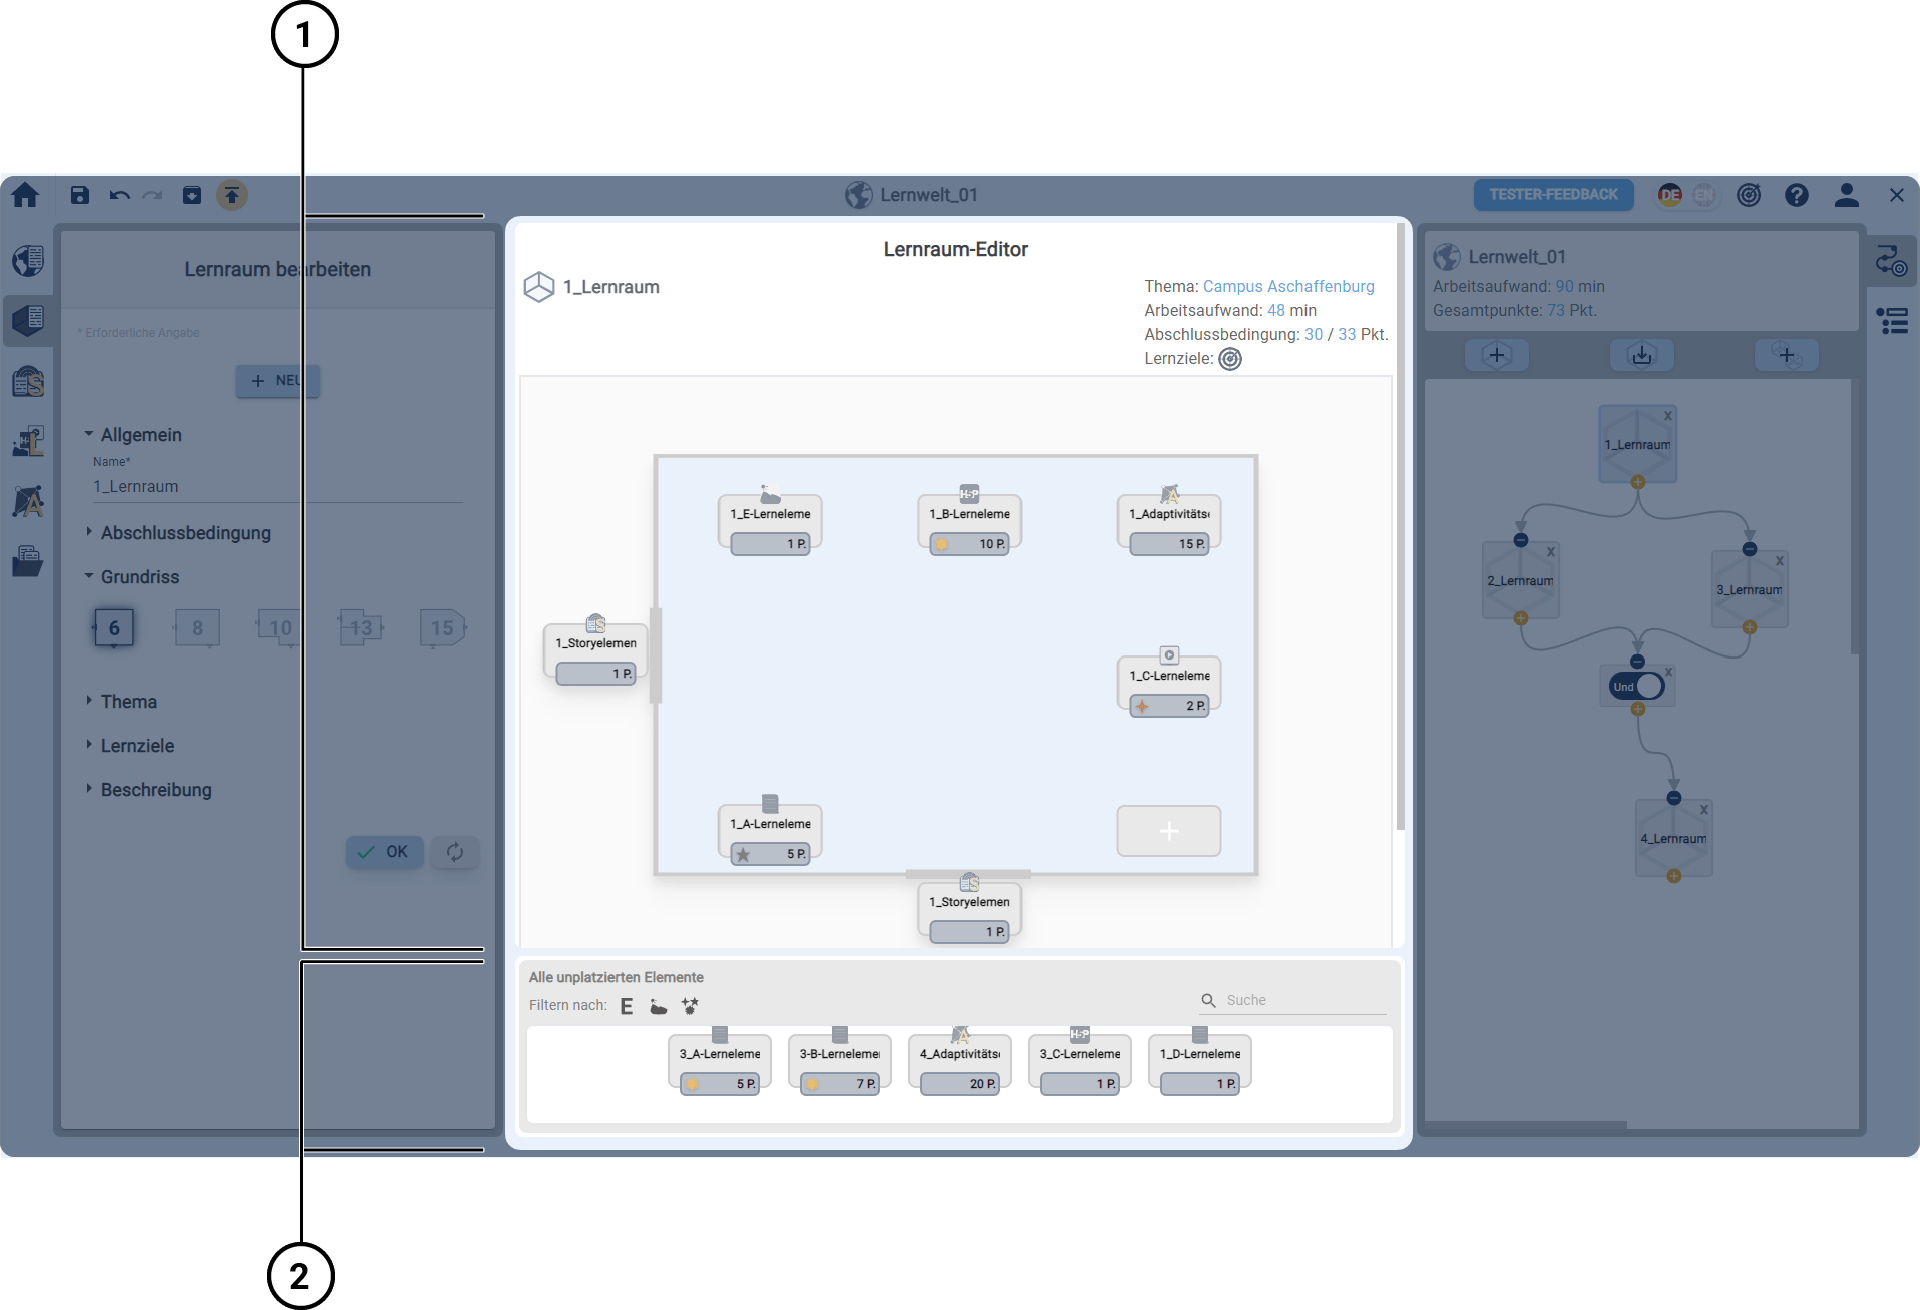 1
Lernwelt_01
TESTER-FEEDBACK
DE
EN
Lernraum bearbeiten
* Erforderliche Angabe
+ NEU
Allgemein
Name*
1_Lernraum
Abschlussbedingung
Grundriss
6
8
10
13
15
Thema
Lernziele
Beschreibung
OK
Lernraum-Editor
1_Lernraum
Thema: Campus Aschaffenburg
Arbeitsaufwand: 48 min
Abschlussbedingung: 30 / 33 Pkt.
Lernziele:
1_E-Lerneleme
1 P.
H-P
1_B-Lerneleme
10 P.
A
1_Adaptivitäts
15 P.
S
1_Storyelemen
1 P.
1_C-Lerneleme
2 P.
1_A-Lerneleme
5 P.
+
S
1_Storyelemen
1 P.
Alle unplatzierten Elemente
Filtern nach: E
Suche
3_A-Lerneleme
5 P.
3-B-Lernelemer
7 P.
A
4_Adaptivitäts
20 P.
H-P
3_C-Lerneleme
1 P.
1_D-Lerneleme
1 P.
Lernwelt_01
Arbeitsaufwand: 90 min
Gesamtpunkte: 73 Pkt.
X
1_Lernraum
X
2_Lernraum
X
3_Lernraum
X
Und
X
4_Lernraum
2